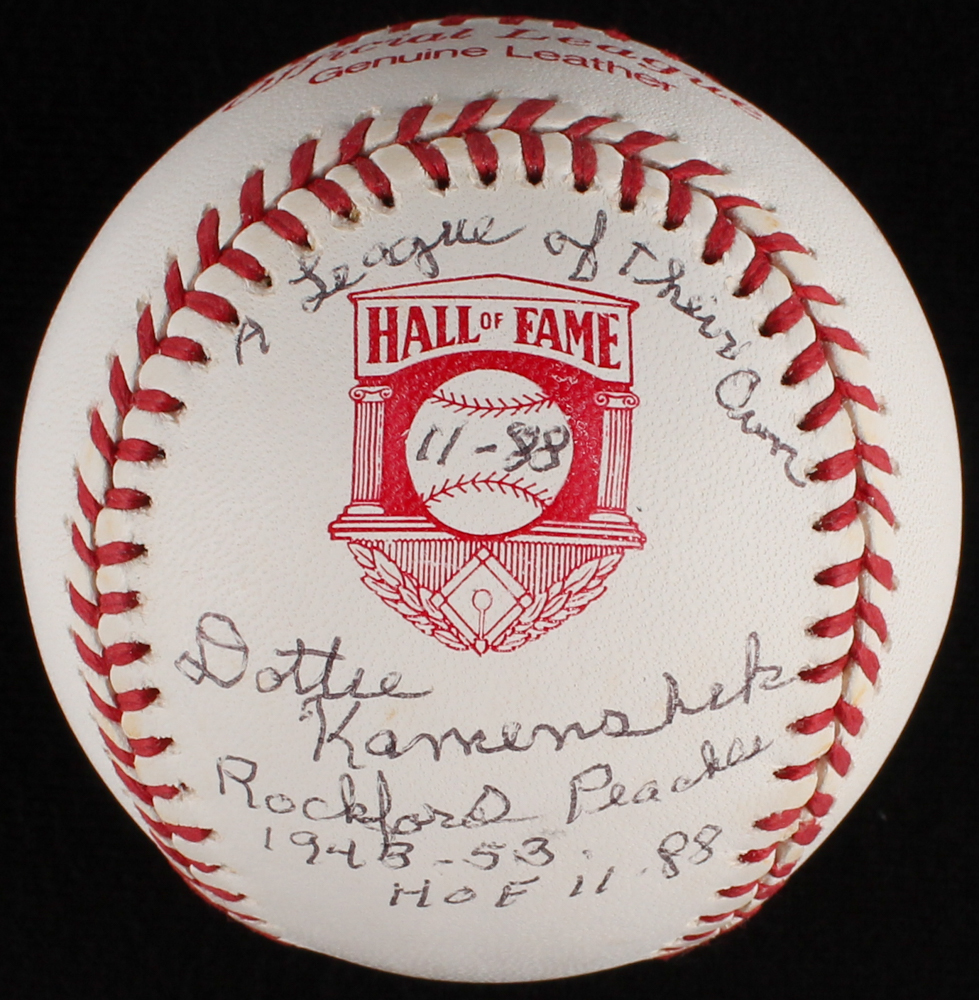 Official League
Genuine Leather
A League of Their Own
HALL OF FAME
11-88
Dottie
Kamenshek
Rockford Peaches
1943-53
HOF 11-88